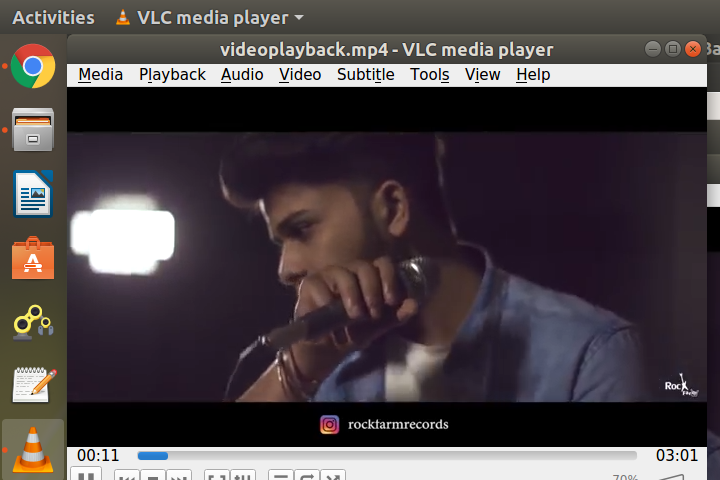 Activities VLC media player
videoplayback.mp4 - VLC media player
Media Playback Audio Video Subtitle Tools View Help
Rock
rockfarmrecords
00:11 03:01
70%